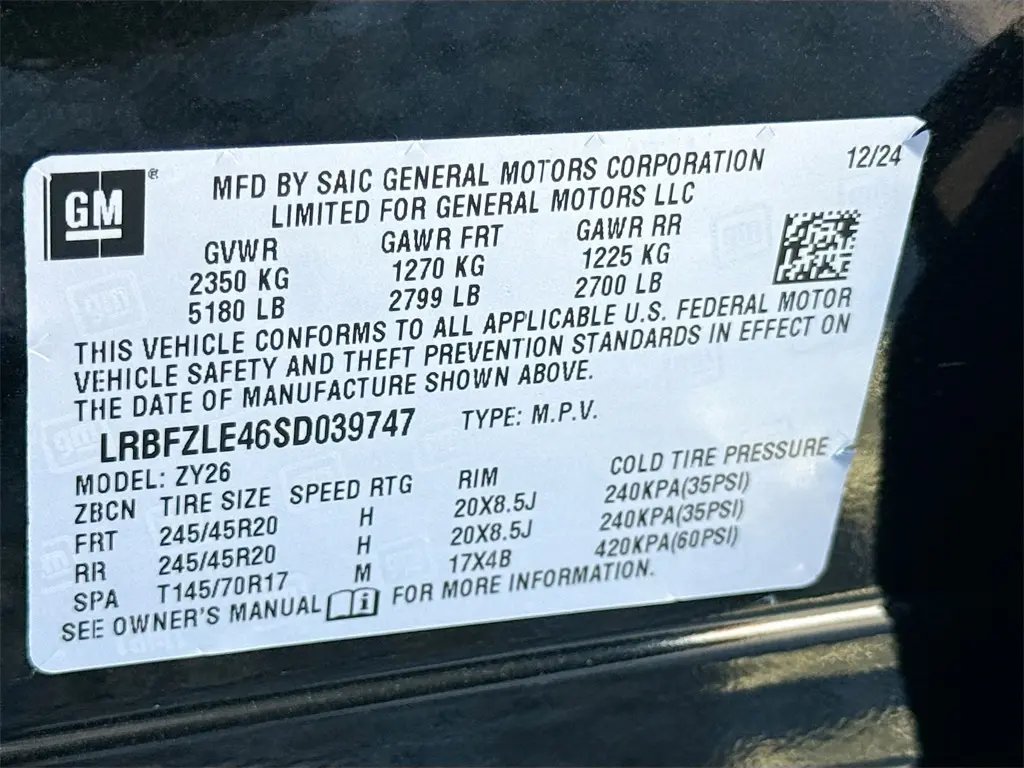 GM ®
MFD BY SAIC GENERAL MOTORS CORPORATION 12/24
LIMITED FOR GENERAL MOTORS LLC
GVWR GAWR FRT GAWR RR
2350 KG 1270 KG 1225 KG
5180 LB 2799 LB 2700 LB
THIS VEHICLE CONFORMS TO ALL APPLICABLE U.S. FEDERAL MOTOR
VEHICLE SAFETY AND THEFT PREVENTION STANDARDS IN EFFECT ON
THE DATE OF MANUFACTURE SHOWN ABOVE.
LRBFZLE46SD039747 TYPE: M.P.V.
MODEL: ZY26
ZBCN TIRE SIZE SPEED RTG RIM COLD TIRE PRESSURE
FRT 245/45R20 H 20X8.5J 240KPA(35PSI)
RR 245/45R20 H 20X8.5J 240KPA(35PSI)
SPA T145/70R17 M 17X4B 420KPA(60PSI)
SEE OWNER'S MANUAL i FOR MORE INFORMATION.